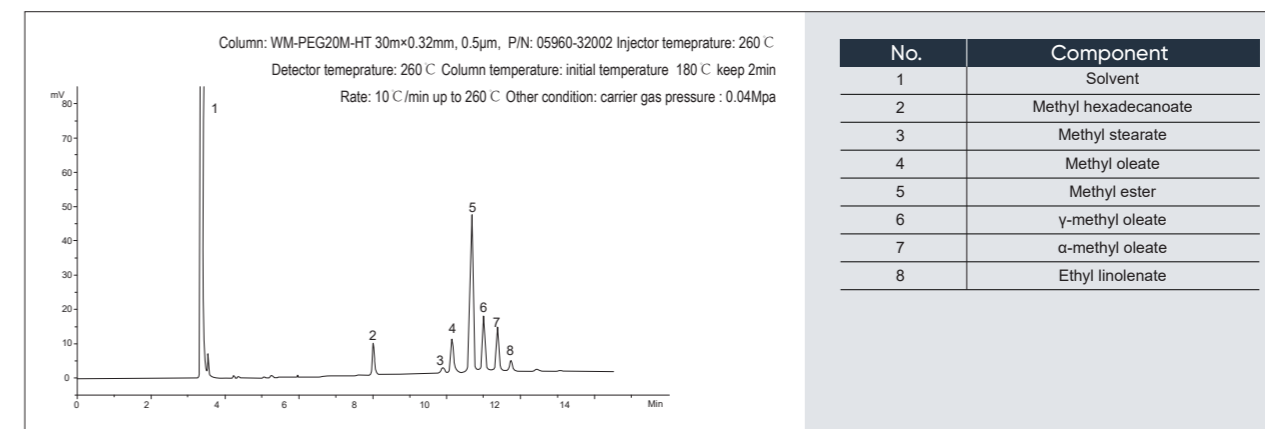 Column: WM-PEG20M-HT 30m×0.32mm, 0.5μm, P/N: 05960-32002 Injector temeprature: 260℃
Detector temeprature: 260℃ Column temperature: initial temperature 180℃ keep 2min
Rate: 10℃/min up to 260℃ Other condition: carrier gas pressure : 0.04Mpa
mV
80
70
60
50
40
30
20
10
0
1
2
3
4
5
6
7
8
0 2 4 6 8 10 12 14 Min
No. Component
1 Solvent
2 Methyl hexadecanoate
3 Methyl stearate
4 Methyl oleate
5 Methyl ester
6 γ-methyl oleate
7 α-methyl oleate
8 Ethyl linolenate